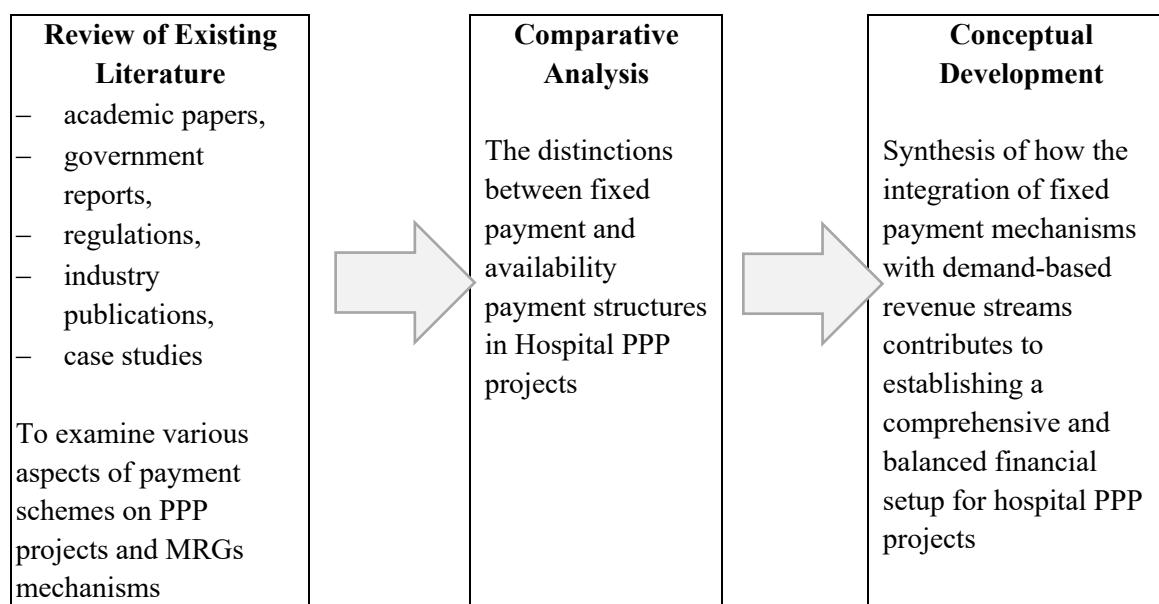 Review of Existing
Literature
– academic papers,
– government
reports,
– regulations,
– industry
publications,
– case studies
To examine various
aspects of payment
schemes on PPP
projects and MRGs
mechanisms
Comparative
Analysis
The distinctions
between fixed
payment and
availability
payment structures
in Hospital PPP
projects
Conceptual
Development
Synthesis of how the
integration of fixed
payment mechanisms
with demand-based
revenue streams
contributes to
establishing a
comprehensive and
balanced financial
setup for hospital PPP
projects